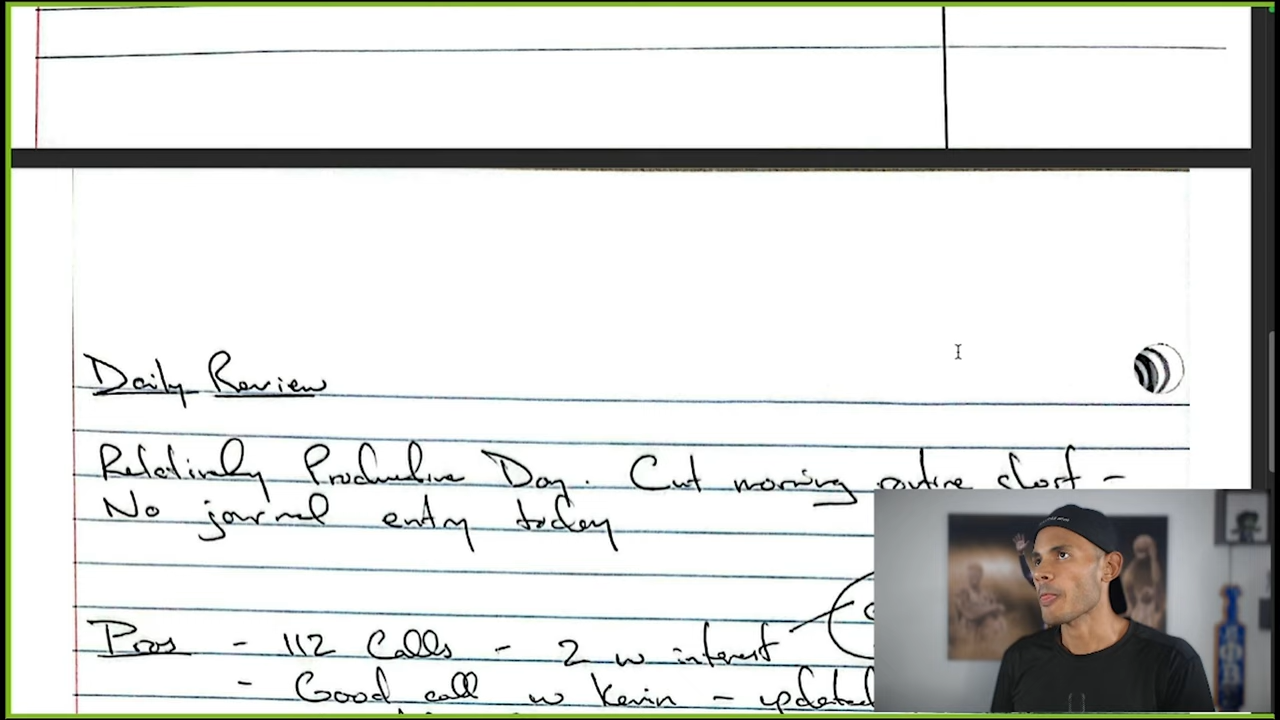 Daily Review
Relatively Productive Day. Cut morning routine short -
No journal entry today
Pros - 112 Calls - 2 w interest
- Good call w Kevin - updated